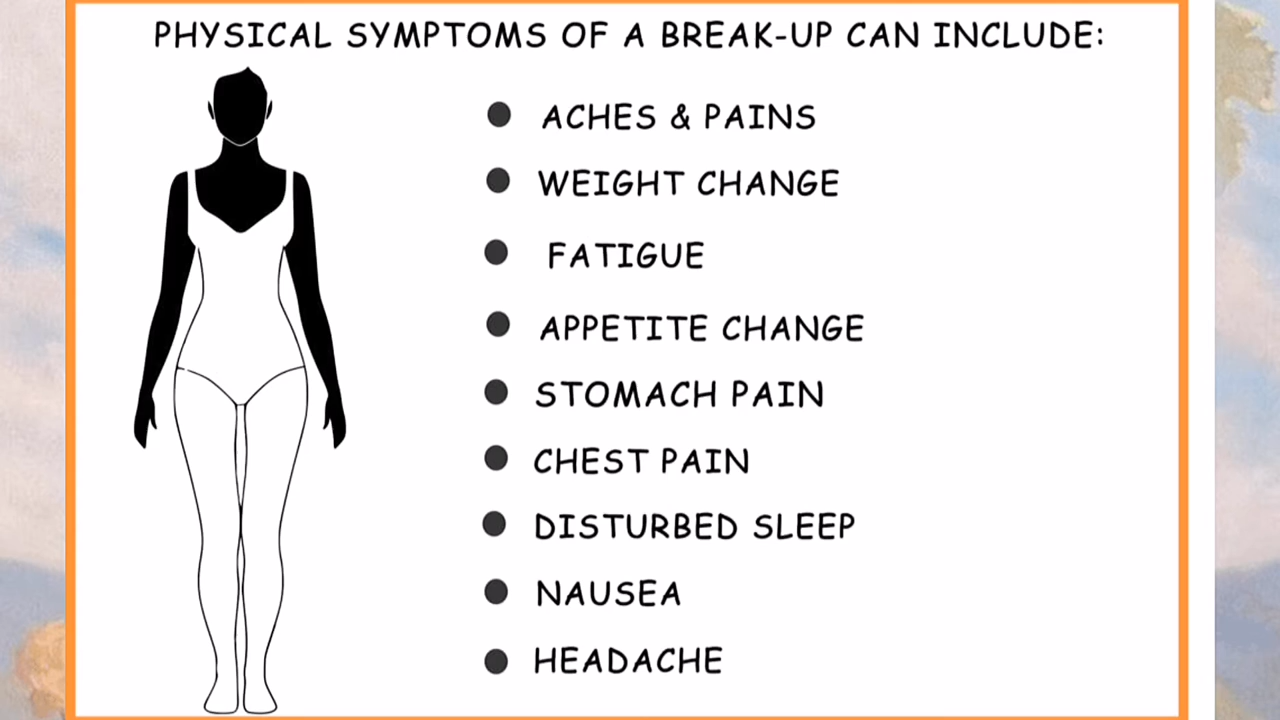 PHYSICAL SYMPTOMS OF A BREAK-UP CAN INCLUDE:
ACHES & PAINS
WEIGHT CHANGE
FATIGUE
APPETITE CHANGE
STOMACH PAIN
CHEST PAIN
DISTURBED SLEEP
NAUSEA
HEADACHE